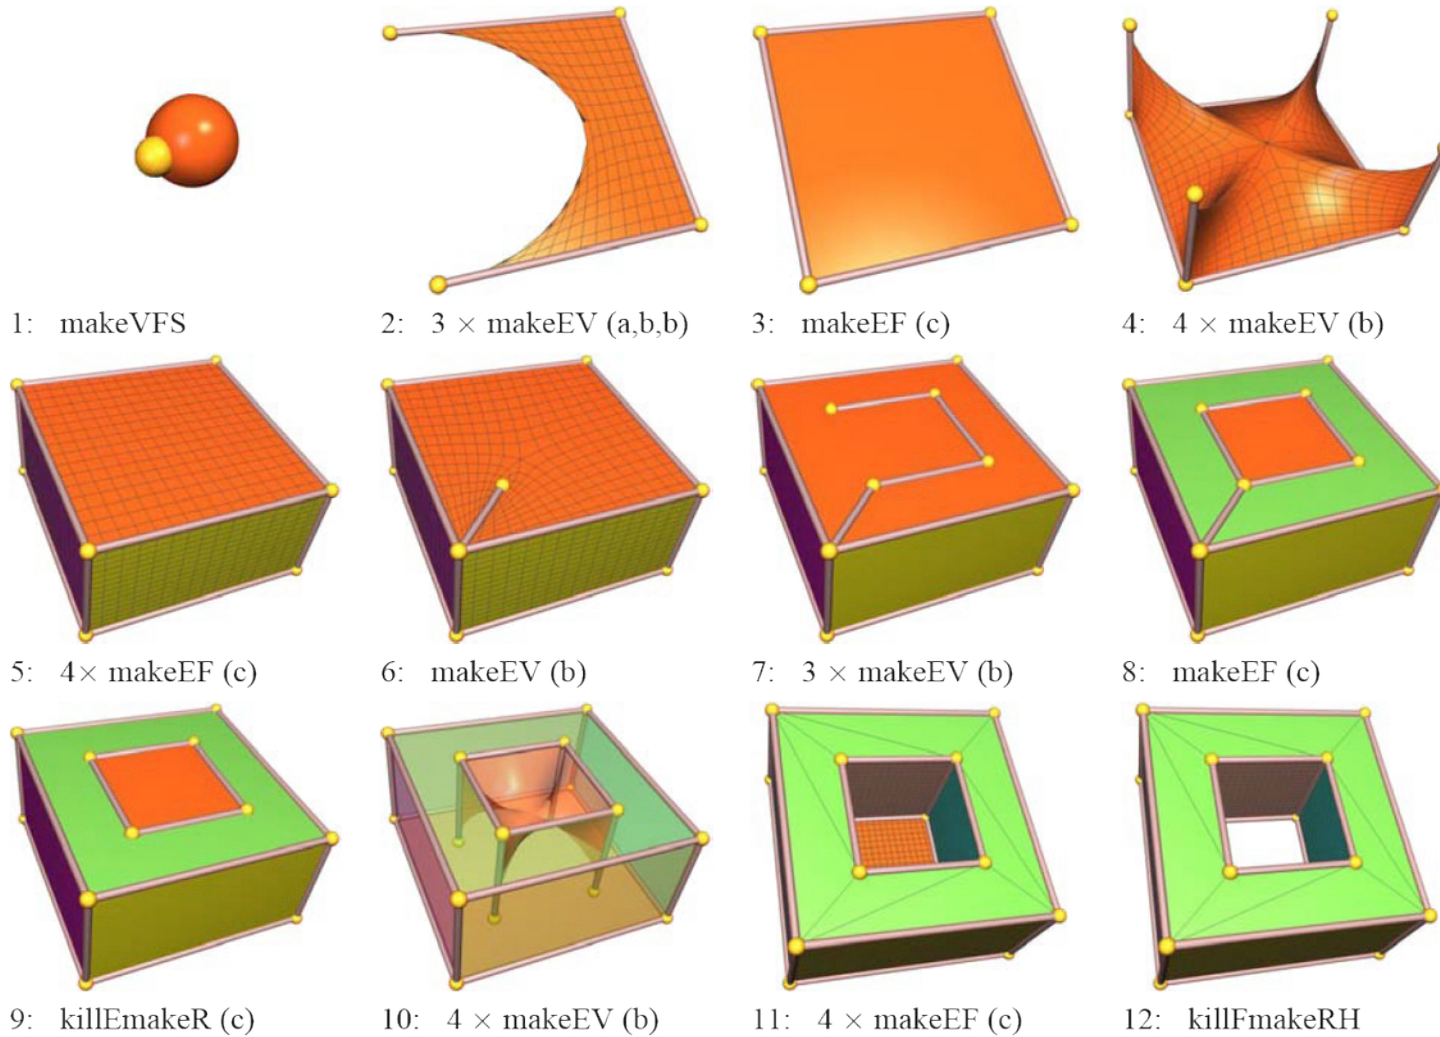 1: makeVFS
2: 3 × makeEV (a,b,b)
3: makeEF (c)
4: 4 × makeEV (b)
5: 4× makeEF (c)
6: makeEV (b)
7: 3 × makeEV (b)
8: makeEF (c)
9: killEmakeR (c)
10: 4 × makeEV (b)
11: 4 × makeEF (c)
12: killFmakeRH